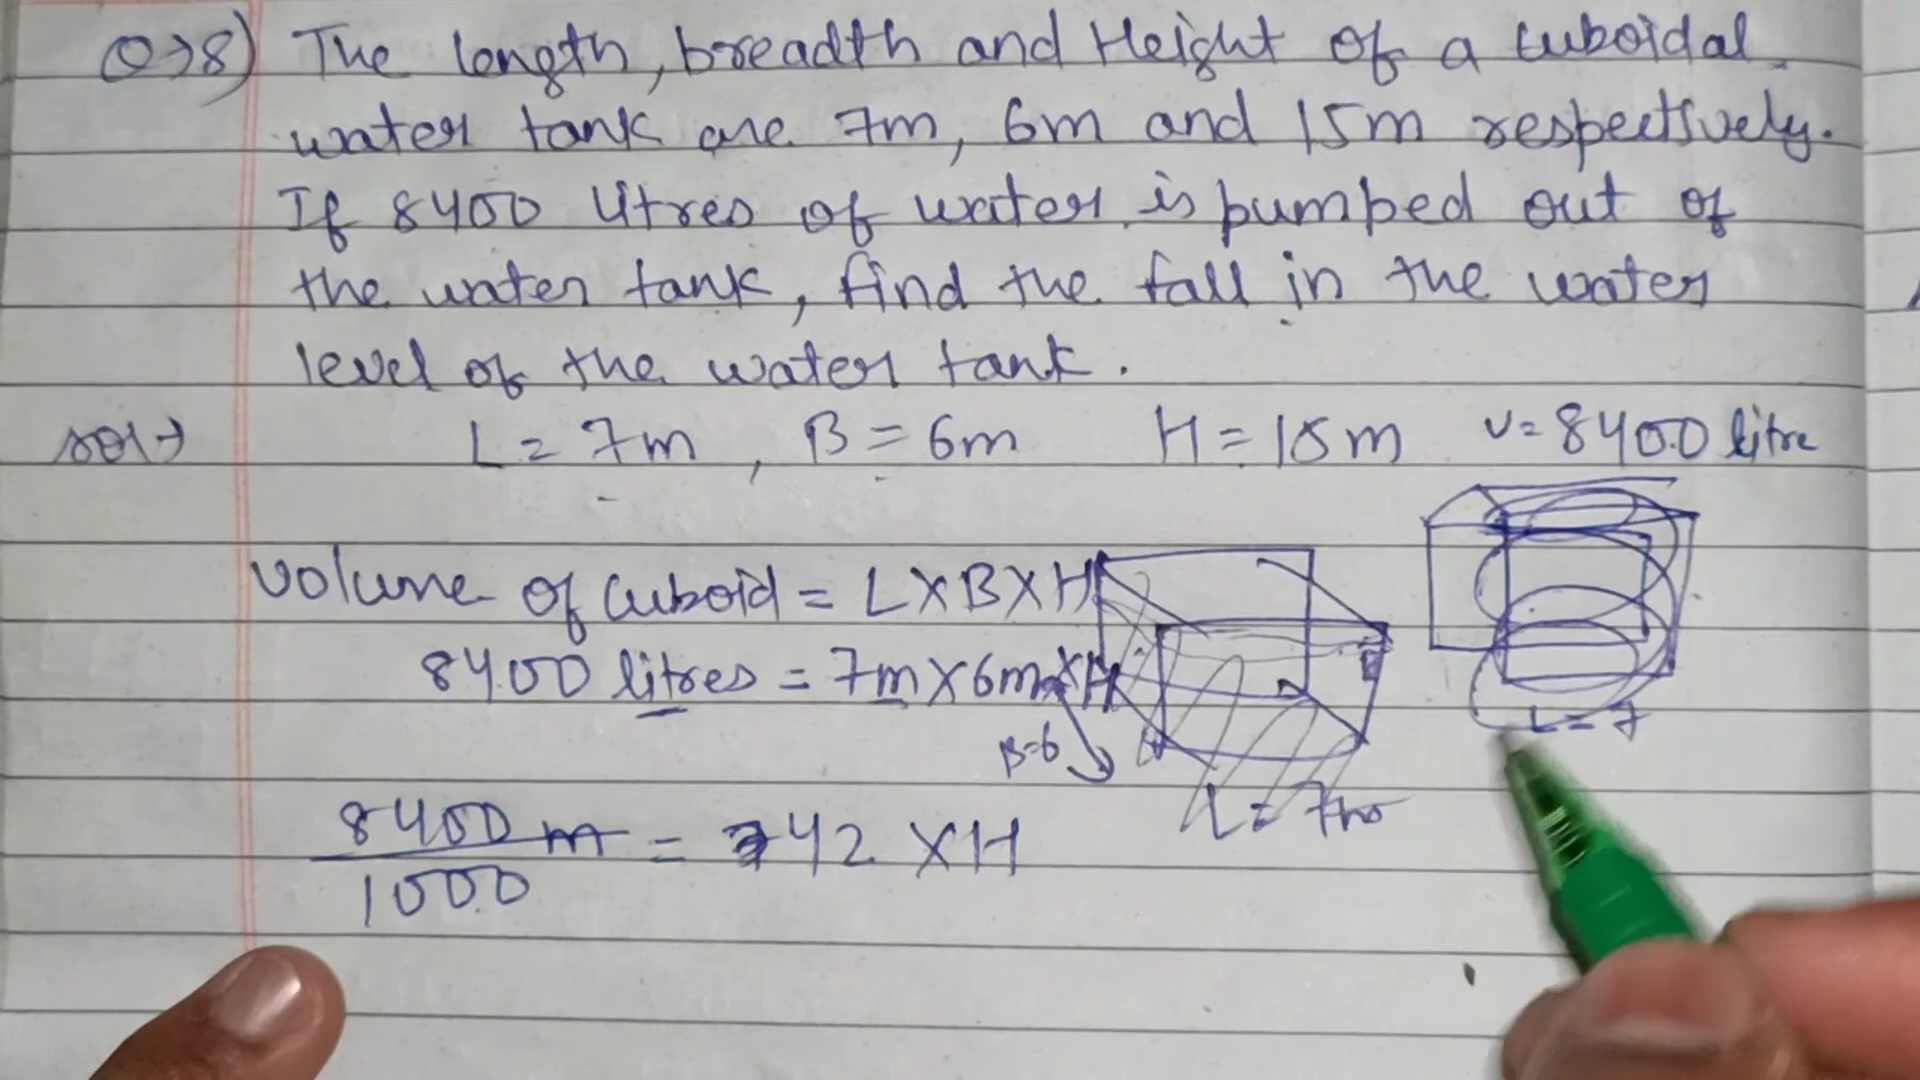 Q→8) The length, breadth and Height of a cuboidal
water tank are 7m, 6m and 15m respectively.
If 8400 litres of water is pumped out of
the water tank, find the fall in the water
level of the water tank.
sol→ L = 7m, B = 6m H = 15m V = 8400 litre
Volume of Cuboid = L×B×H
8400 litres = 7m×6m×H
B=6
L = 7m
L = 7
8400 m / 1000 = 42 ×H